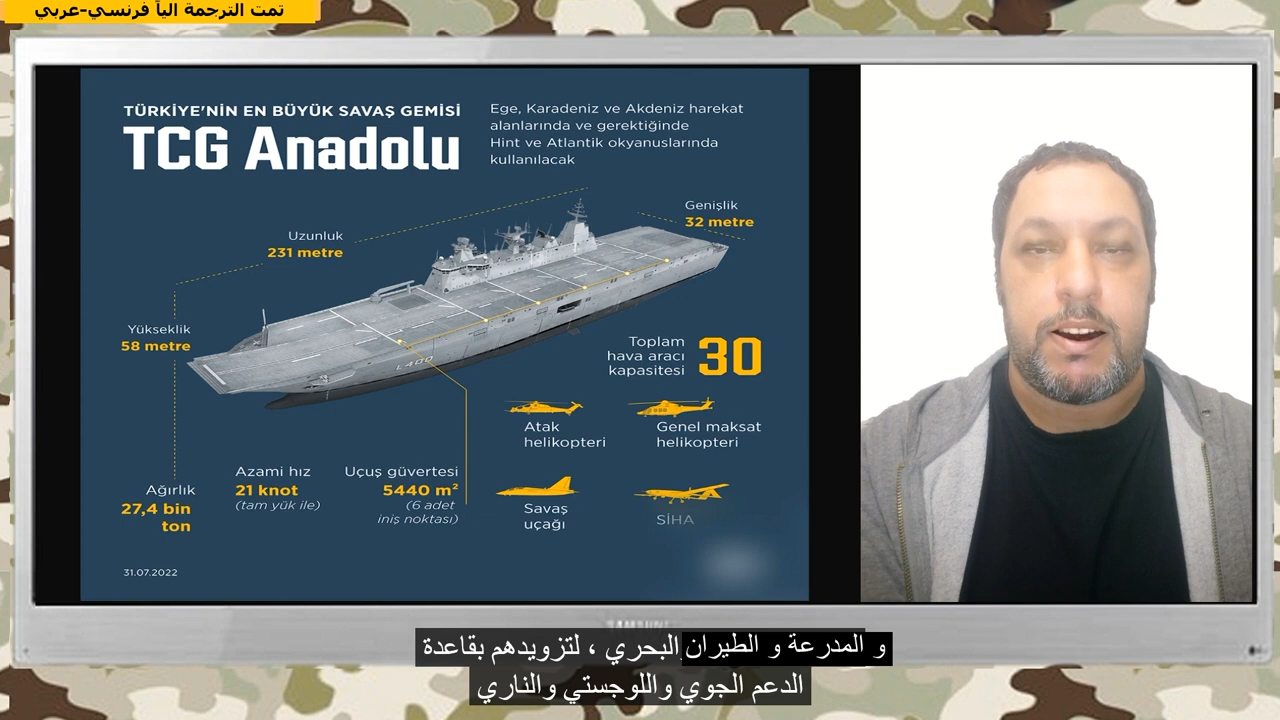 تمت الترجمة الياً فرنسي-عربي
TÜRKİYE'NİN EN BÜYÜK SAVAŞ GEMİSİ
TCG Anadolu
Ege, Karadeniz ve Akdeniz harekat
alanlarında ve gerektiğinde
Hint ve Atlantik okyanuslarında
kullanılacak
Genişlik
32 metre
Uzunluk
231 metre
Yükseklik
58 metre
L400
Toplam
hava aracı
kapasitesi
30
Atak
helikopteri
Genel maksat
helikopteri
Savaş
uçağı
SİHA
Ağırlık
27,4 bin
ton
Azami hız
21 knot
(tam yük ile)
Uçuş güvertesi
5440 m²
(6 adet
iniş noktası)
31.07.2022
و المدرعة و الطيران البحري ، لتزويدهم بقاعدة
الدعم الجوي واللوجستي والناري